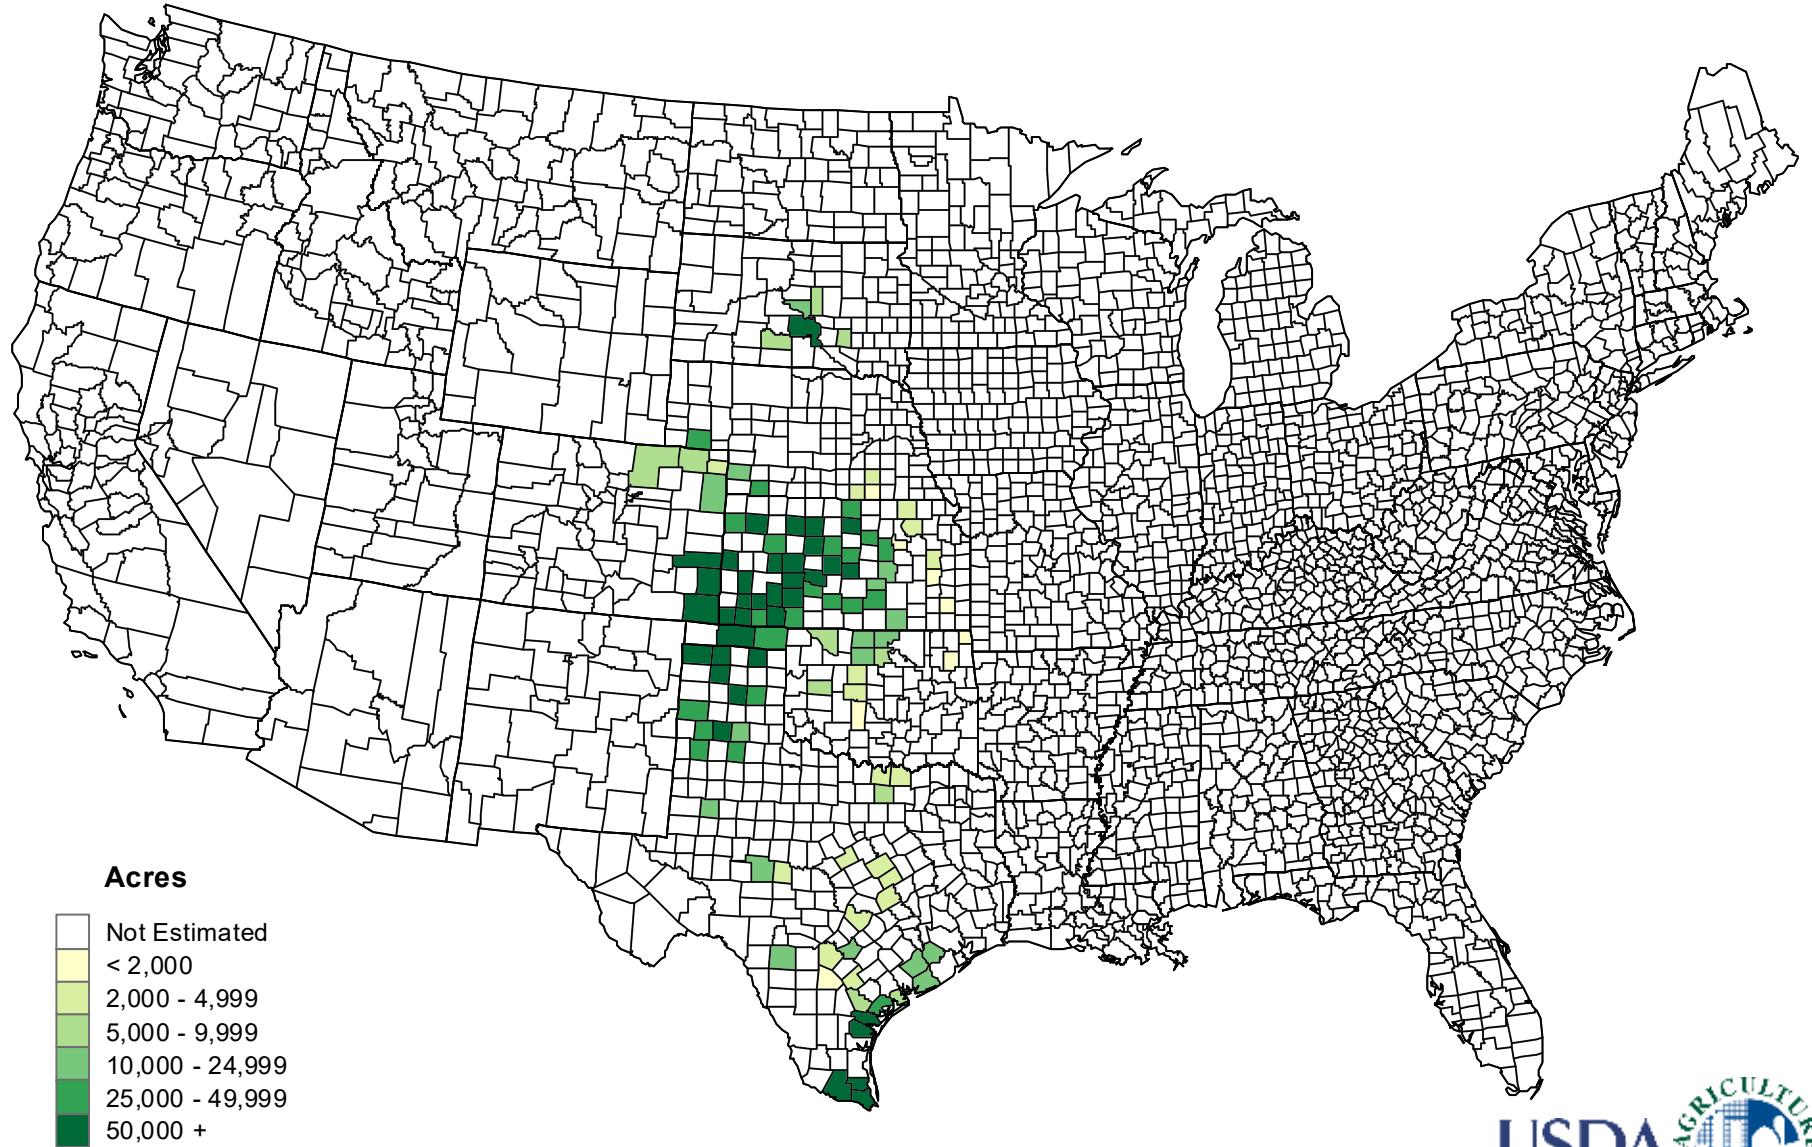 Acres
Not Estimated
< 2,000
2,000 - 4,999
5,000 - 9,999
10,000 - 24,999
25,000 - 49,999
50,000 +
USDA
AGRICULTU